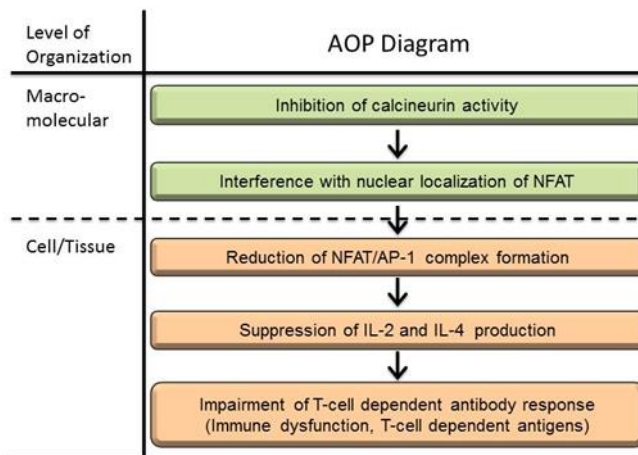 Level of
Organization
AOP Diagram
Macro-
molecular
Inhibition of calcineurin activity
Interference with nuclear localization of NFAT
Cell/Tissue
Reduction of NFAT/AP-1 complex formation
Suppression of IL-2 and IL-4 production
Impairment of T-cell dependent antibody response
(Immune dysfunction, T-cell dependent antigens)